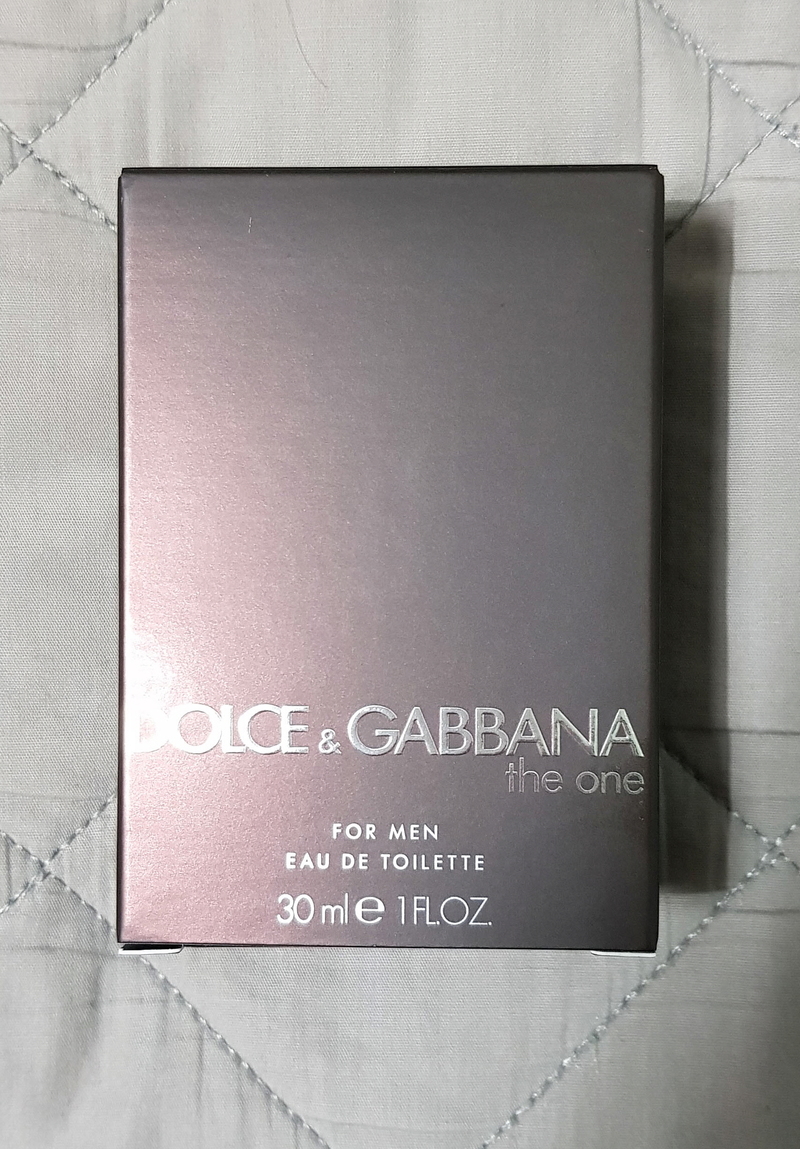 DOLCE & GABBANA
the one
FOR MEN
EAU DE TOILETTE
30 ml e 1 FL.OZ.